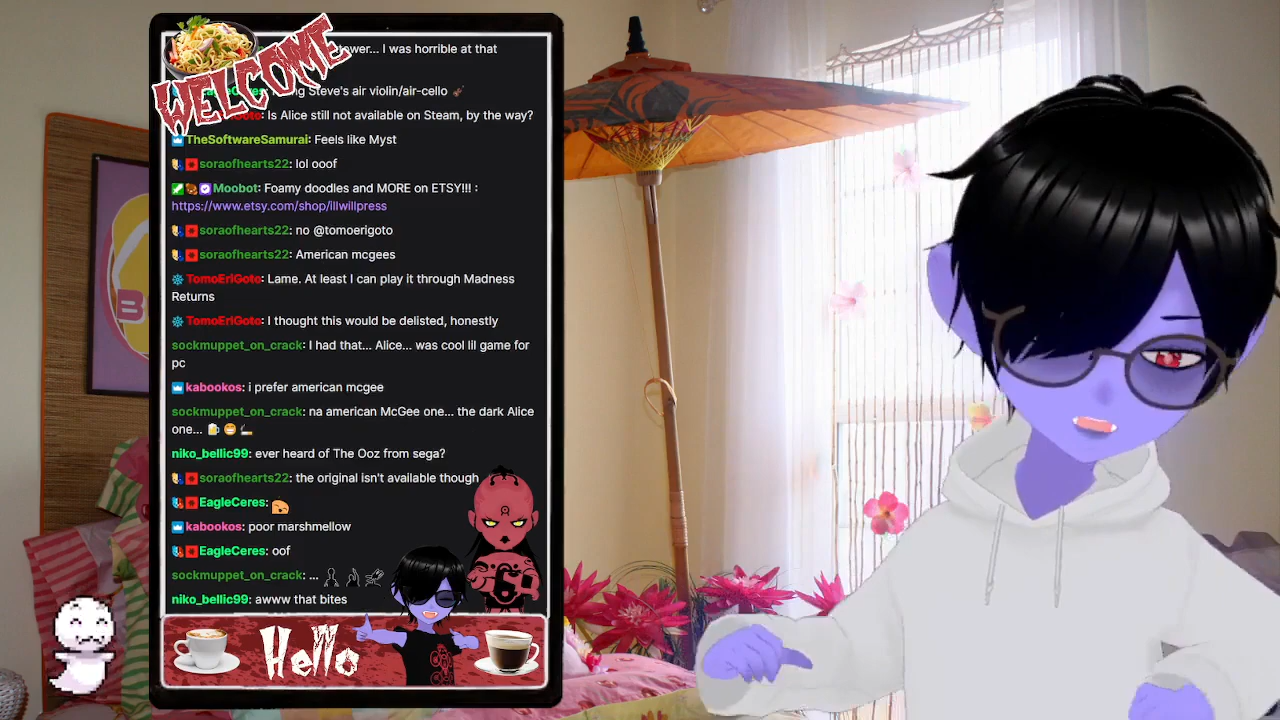 WELCOME
ower... I was horrible at that
ng Steve's air violin/air-cello
Is Alice still not available on Steam, by the way?
TheSoftwareSamurai: Feels like Myst
soraofhearts22: lol ooof
Moobot: Foamy doodles and MORE on ETSY!!! :
https://www.etsy.com/shop/illwillpress
soraofhearts22: no @tomoerigoto
soraofhearts22: American mcgees
TomoEriGoto: Lame. At least I can play it through Madness
Returns
TomoEriGoto: I thought this would be delisted, honestly
sockmuppet_on_crack: I had that... Alice... was cool lil game for
pc
kabookos: i prefer american mcgee
sockmuppet_on_crack: na american McGee one... the dark Alice
one... 🍺 😁 🚬
niko_bellic99: ever heard of The Ooz from sega?
soraofhearts22: the original isn't available though
EagleCeres:
kabookos: poor marshmellow
EagleCeres: oof
sockmuppet_on_crack: ...
niko_bellic99: awww that bites
Hello
B